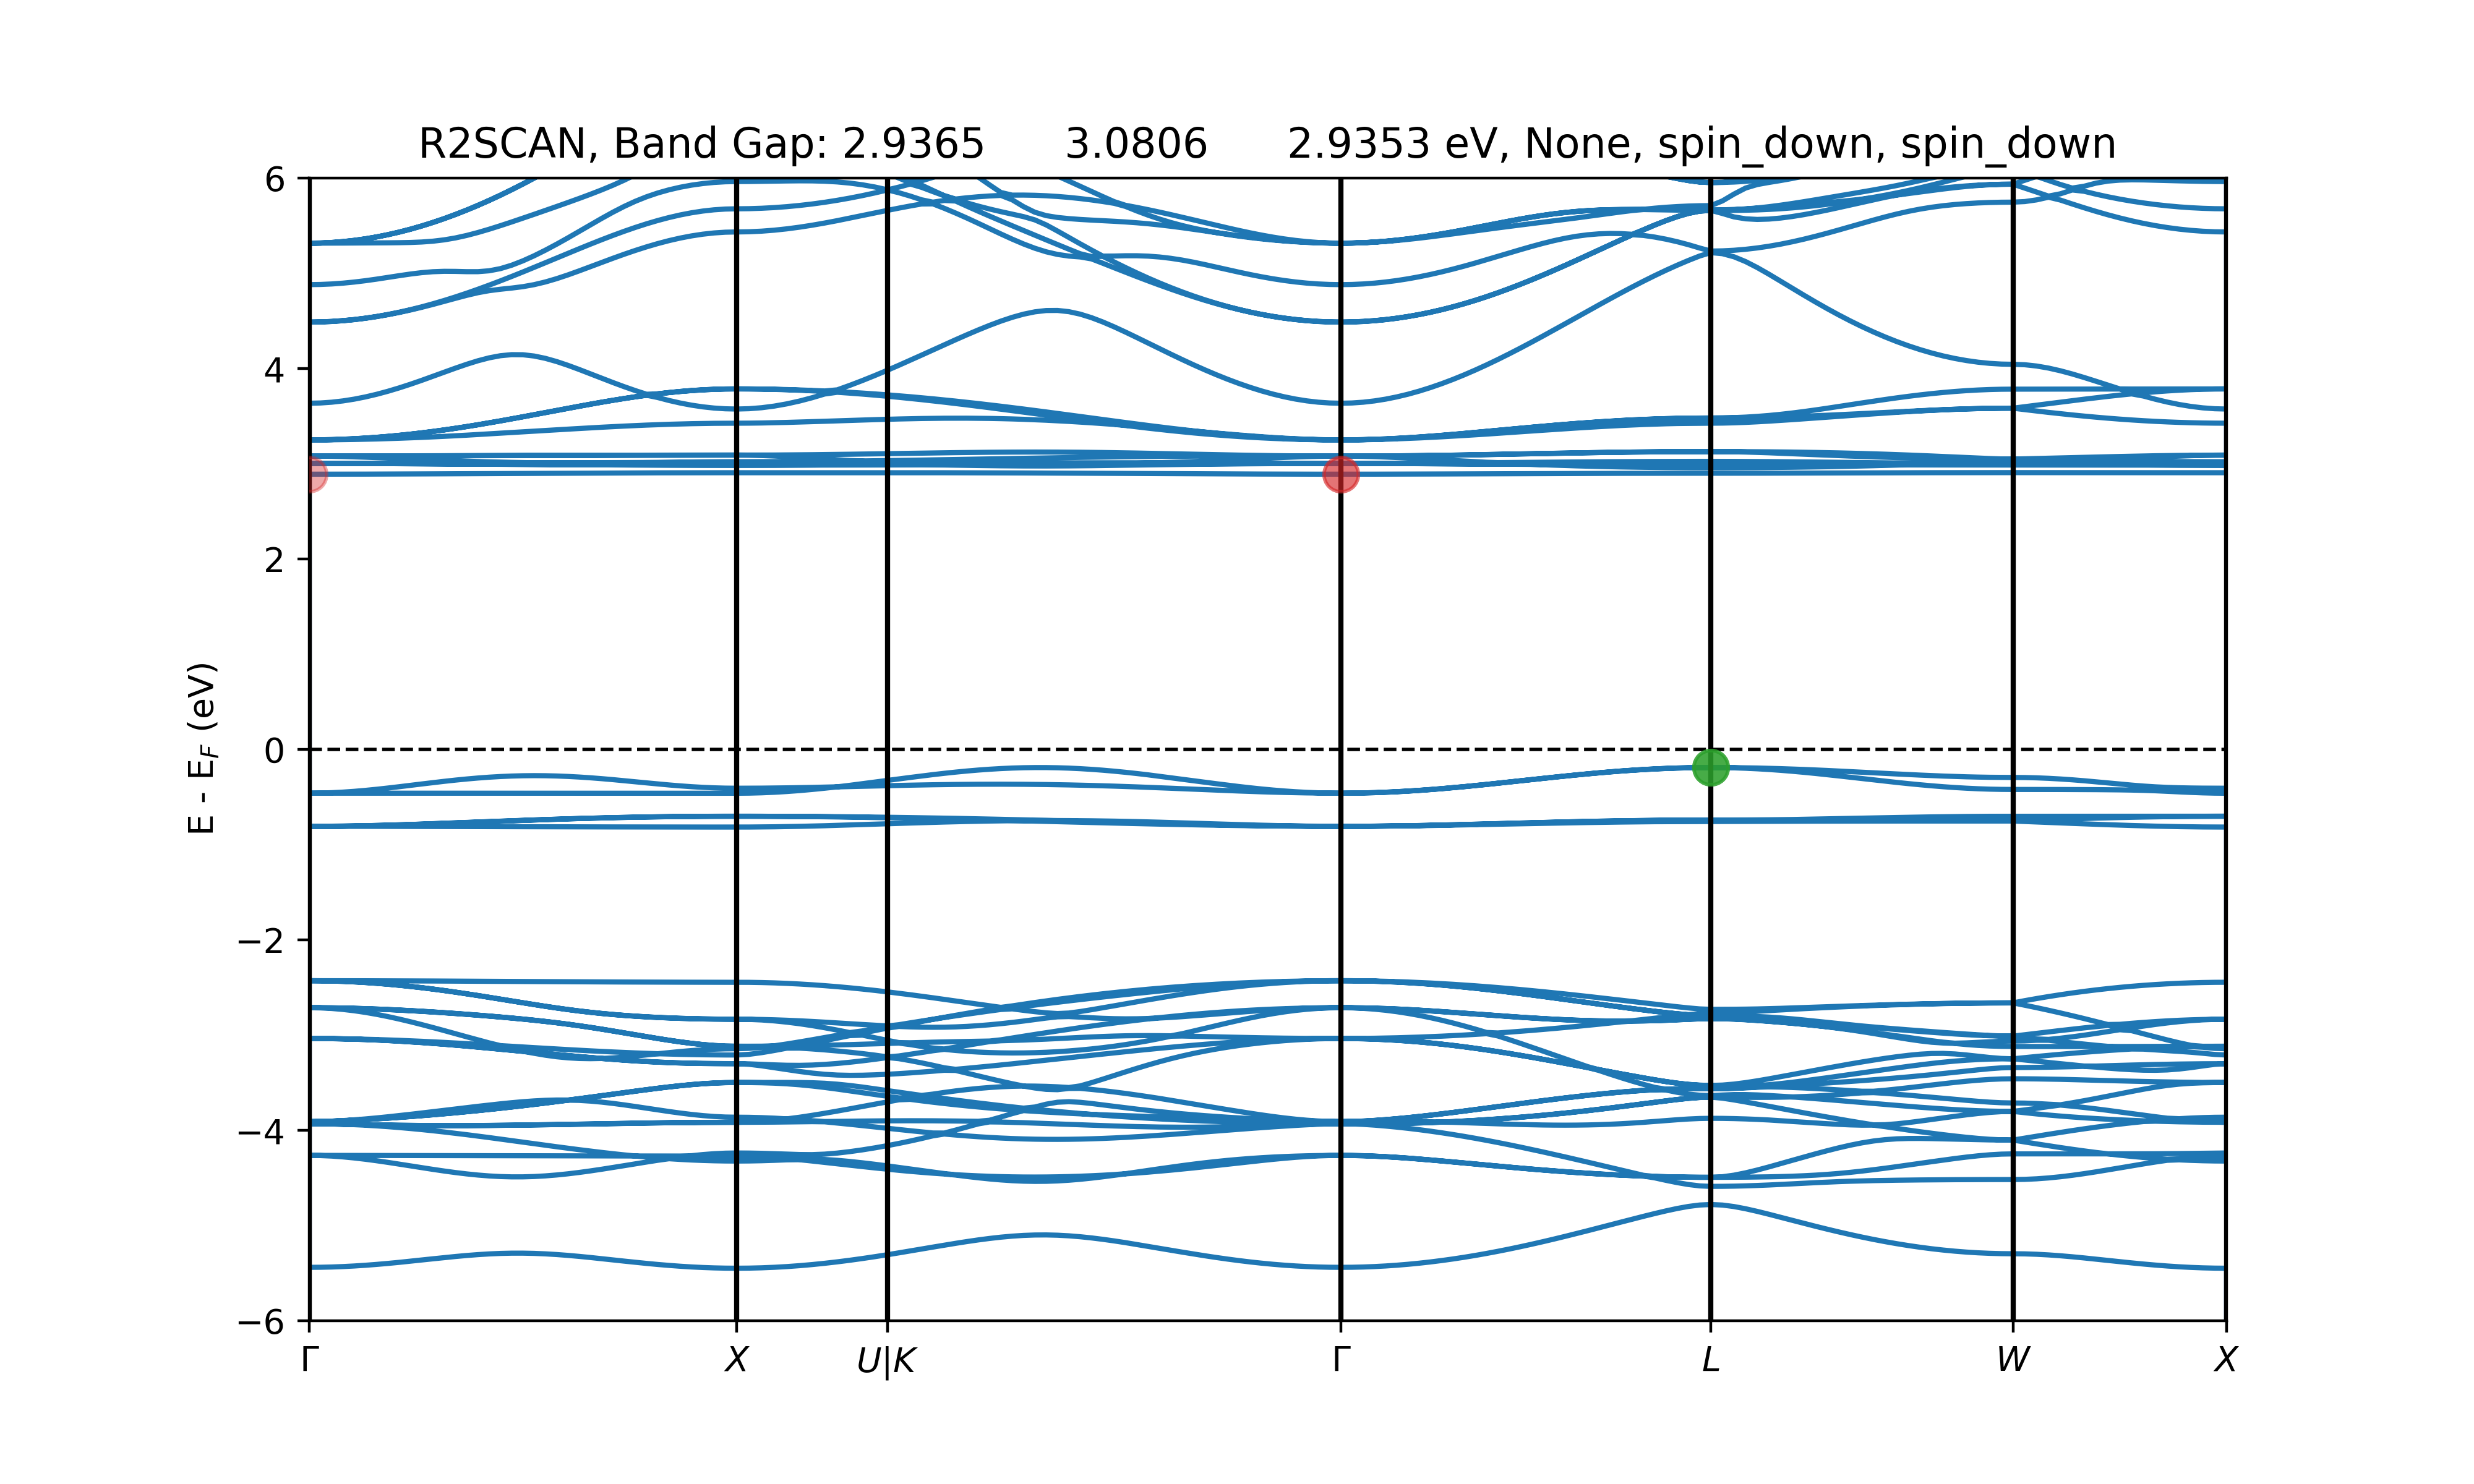 R2SCAN, Band Gap: 2.9365 3.0806 2.9353 eV, None, spin_down, spin_down
6
4
2
0
−2
−4
−6
E - E_F (eV)
Γ X U|K Γ L W X